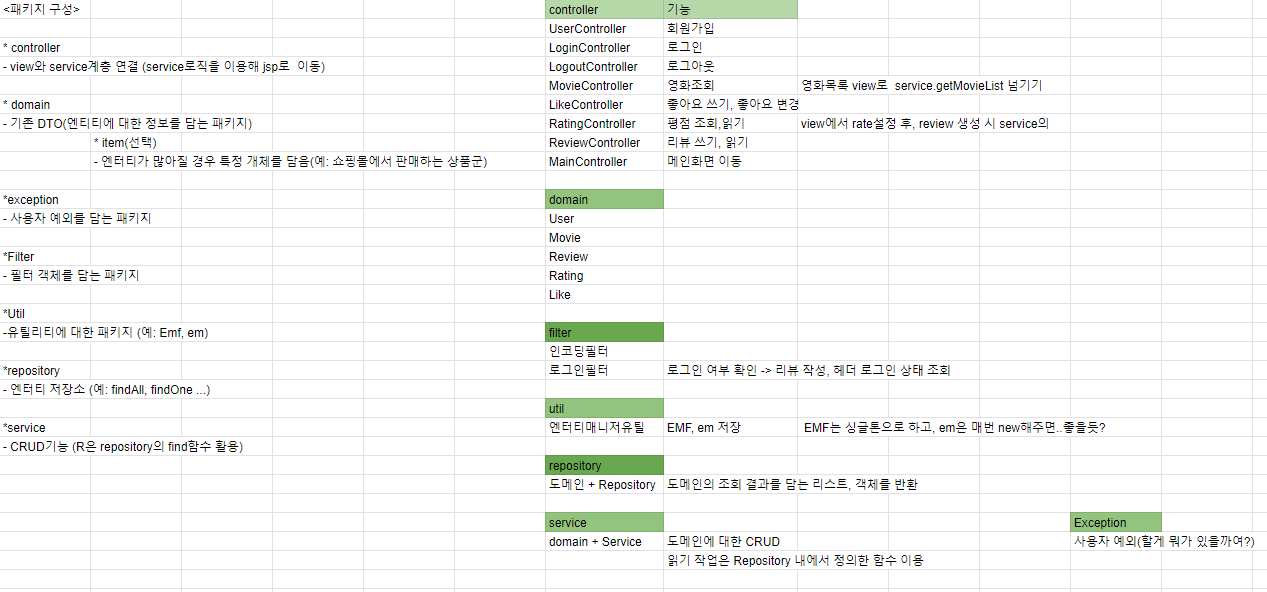 <패키지 구성>
* controller
- view와 service계층 연결 (service로직을 이용해 jsp로 이동)
* domain
- 기존 DTO(엔티티에 대한 정보를 담는 패키지)
* item(선택)
- 엔터티가 많아질 경우 특정 개체를 담음(예: 쇼핑몰에서 판매하는 상품군)
*exception
- 사용자 예외를 담는 패키지
*Filter
- 필터 객체를 담는 패키지
*Util
-유틸리티에 대한 패키지 (예: Emf, em)
*repository
- 엔터티 저장소 (예: findAll, findOne ...)
*service
- CRUD기능 (R은 repository의 find함수 활용)
controller 기능
UserController 회원가입
LoginController 로그인
LogoutController 로그아웃
MovieController 영화조회 영화목록 view로 service.getMovieList 넘기기
LikeController 좋아요 쓰기, 좋아요 변경
RatingController 평점 조회,읽기 view에서 rate설정 후, review 생성 시 service의
ReviewController 리뷰 쓰기, 읽기
MainController 메인화면 이동
domain
User
Movie
Review
Rating
Like
filter
인코딩필터
로그인필터 로그인 여부 확인 -> 리뷰 작성, 헤더 로그인 상태 조회
util
엔터티매니저유틸 EMF, em 저장 EMF는 싱글톤으로 하고, em은 매번 new해주면..좋을듯?
repository
도메인 + Repository 도메인의 조회 결과를 담는 리스트, 객체를 반환
service
domain + Service 도메인에 대한 CRUD
읽기 작업은 Repository 내에서 정의한 함수 이용
Exception
사용자 예외(할게 뭐가 있을까여?)